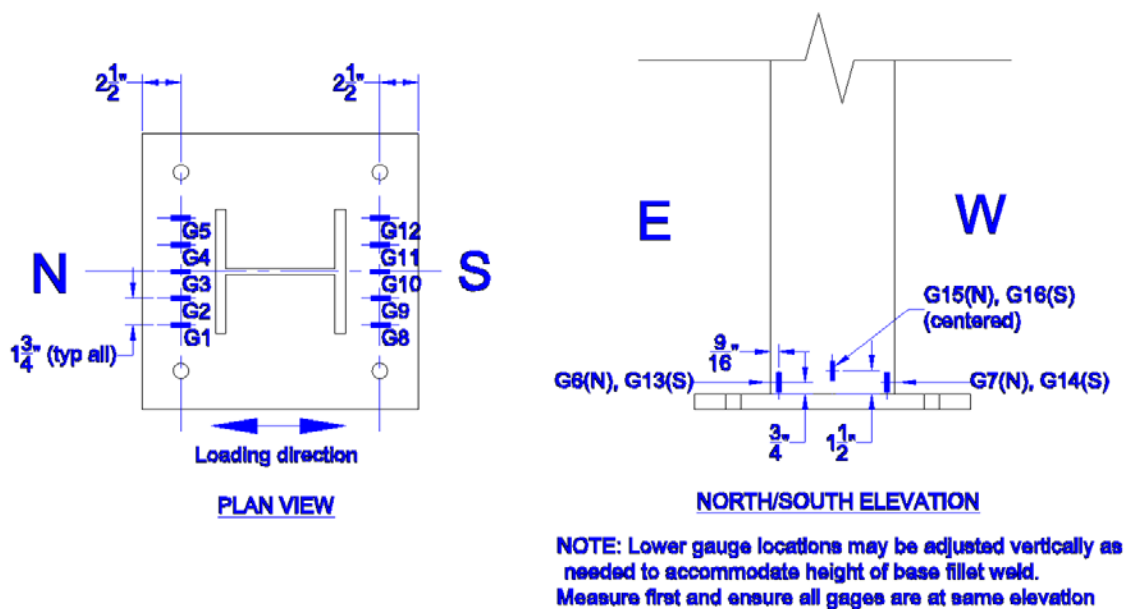 2 1/2"
2 1/2"
N
G5
G4
G3
G2
G1
G12
G11
G10
G9
G8
S
1 3/4" (typ all)
Loading direction
PLAN VIEW
E
W
G15(N), G16(S)
(centered)
9/16"
G6(N), G13(S)
G7(N), G14(S)
3/4"
1 1/2"
NORTH/SOUTH ELEVATION
NOTE: Lower gauge locations may be adjusted vertically as
needed to accommodate height of base fillet weld.
Measure first and ensure all gages are at same elevation